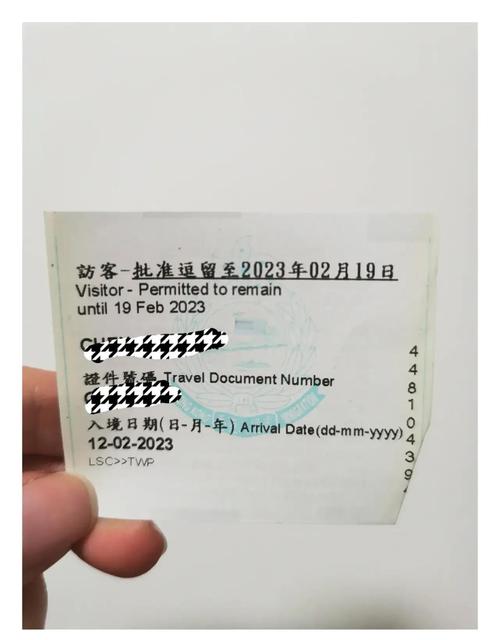 訪客-批准逗留至2023年02月19日
Visitor - Permitted to remain
until 19 Feb 2023
證件號碼 Travel Document Number
入境日期(日-月-年) Arrival Date(dd-mm-yyyy)
12-02-2023
LSC>>TWP
44810439